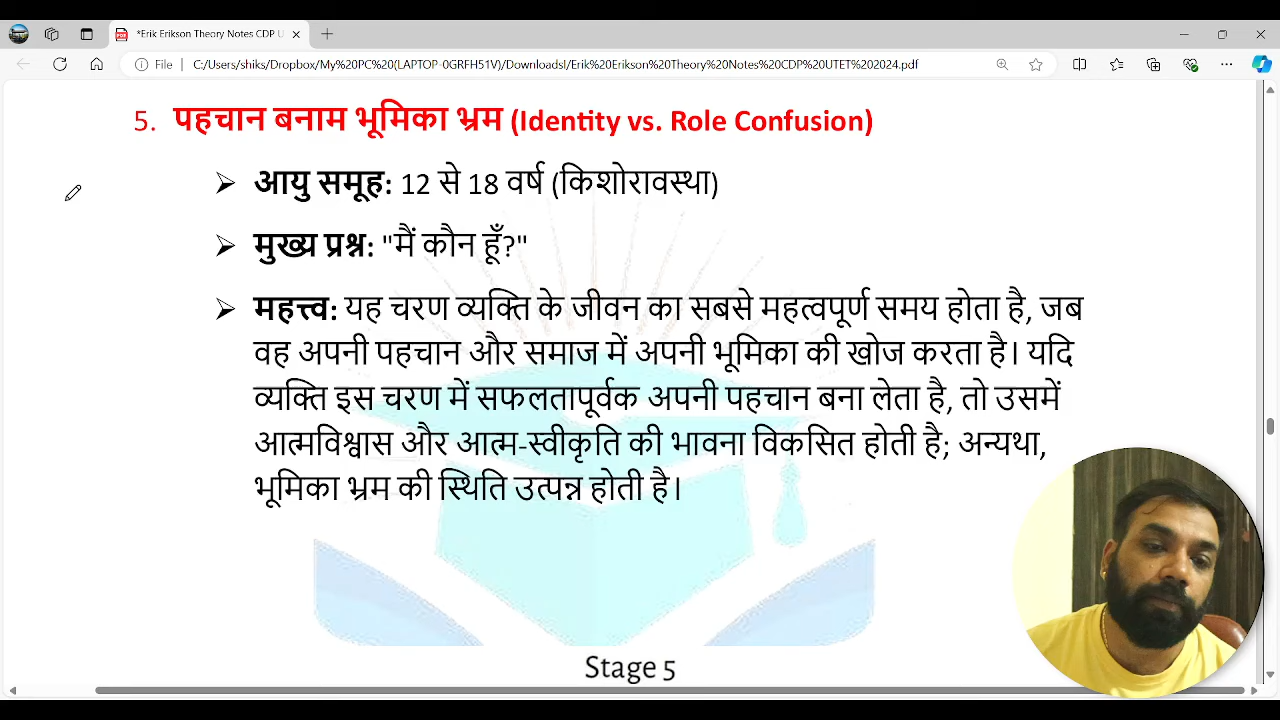 *Erik Erikson Theory Notes CDP U
File
C:/Users/shiks/Dropbox/My%20PC%20(LAPTOP-0GRFH51V)/Downloads/Erik%20Erikson%20Theory%20Notes%20CDP%20UTET%202024.pdf
5. पहचान बनाम भूमिका भ्रम (Identity vs. Role Confusion)
➢ आयु समूह: 12 से 18 वर्ष (किशोरावस्था)
➢ मुख्य प्रश्न: "मैं कौन हूँ?"
➢ महत्त्व: यह चरण व्यक्ति के जीवन का सबसे महत्वपूर्ण समय होता है, जब
वह अपनी पहचान और समाज में अपनी भूमिका की खोज करता है। यदि
व्यक्ति इस चरण में सफलतापूर्वक अपनी पहचान बना लेता है, तो उसमें
आत्मविश्वास और आत्म-स्वीकृति की भावना विकसित होती है; अन्यथा,
भूमिका भ्रम की स्थिति उत्पन्न होती है।
Stage 5